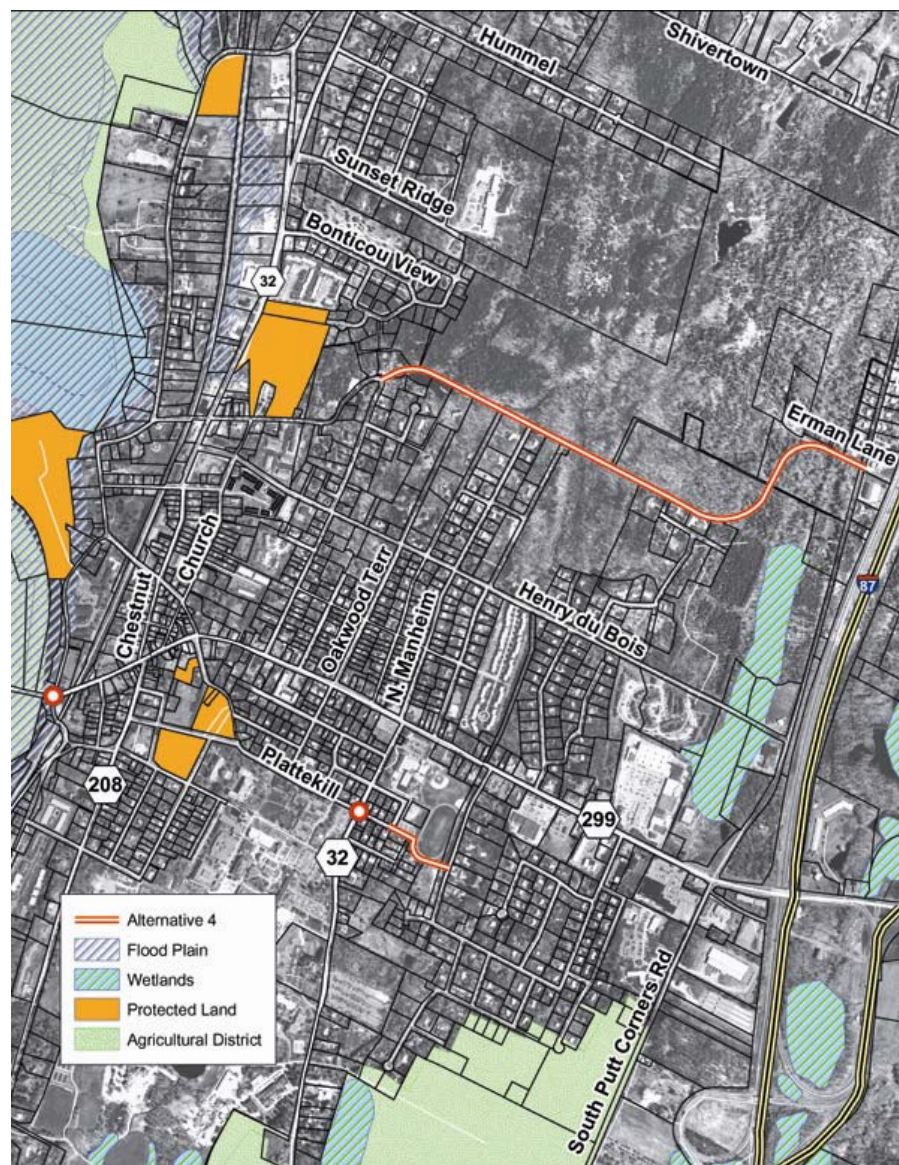 Hummel
Shivertown
Sunset Ridge
Bonticou View
32
Erman Lane
87
Chestnut
Church
Oakwood Terr
N. Manheim
Henry du Bois
Plattekill
208
299
32
South Putt Corners Rd
Alternative 4
Flood Plain
Wetlands
Protected Land
Agricultural District